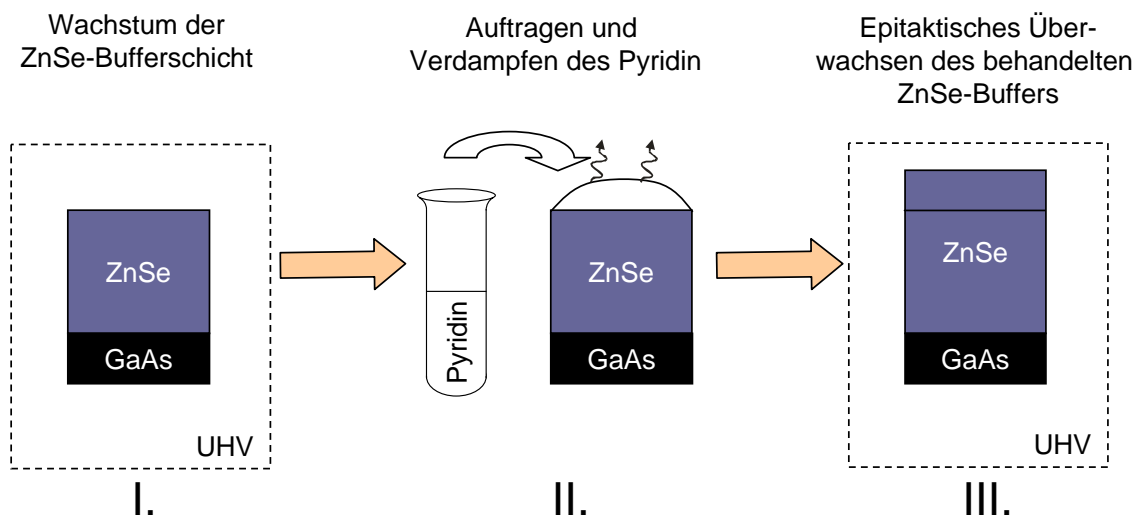 Wachstum der
ZnSe-Bufferschicht
Auftragen und
Verdampfen des Pyridin
Epitaktisches Über-
wachsen des behandelten
ZnSe-Buffers
ZnSe
GaAs
UHV
I.
Pyridin
ZnSe
GaAs
II.
ZnSe
GaAs
UHV
III.